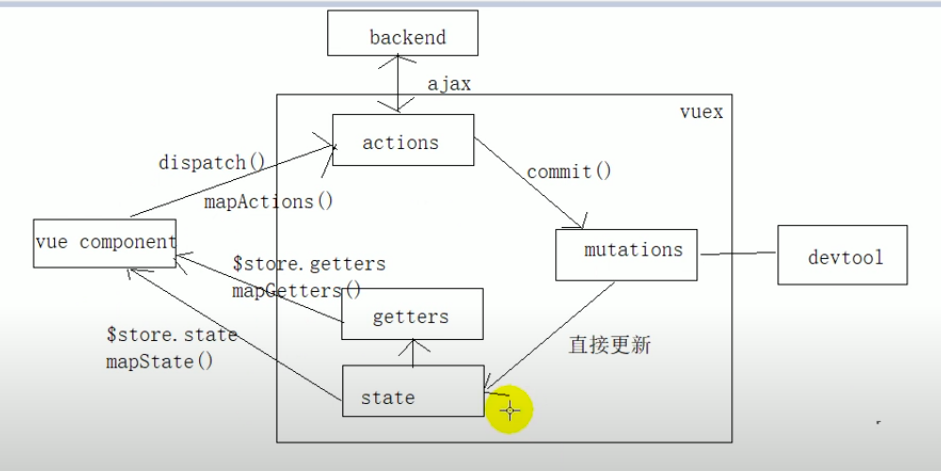 backend
ajax
vuex
actions
dispatch()
commit()
mapActions()
vue component
mutations
devtool
$store.getters
mapGetters()
getters
$store.state
mapState()
直接更新
state